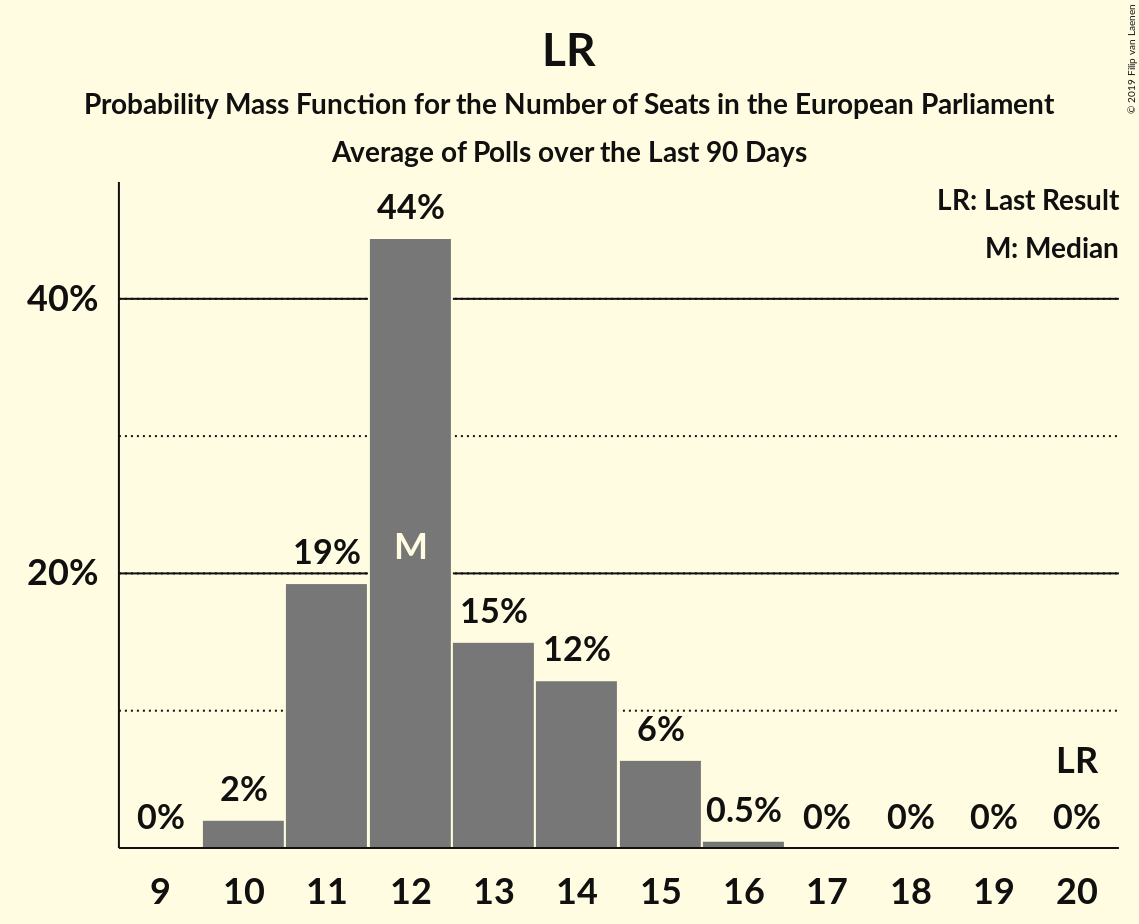 LR
Probability Mass Function for the Number of Seats in the European Parliament
Average of Polls over the Last 90 Days
© 2019 Filip van Laenen
LR: Last Result
M: Median
44%
40%
19%
M
20%
15%
12%
6%
LR
0%
2%
0.5%
0%
0%
0%
0%
9 10 11 12 13 14 15 16 17 18 19 20